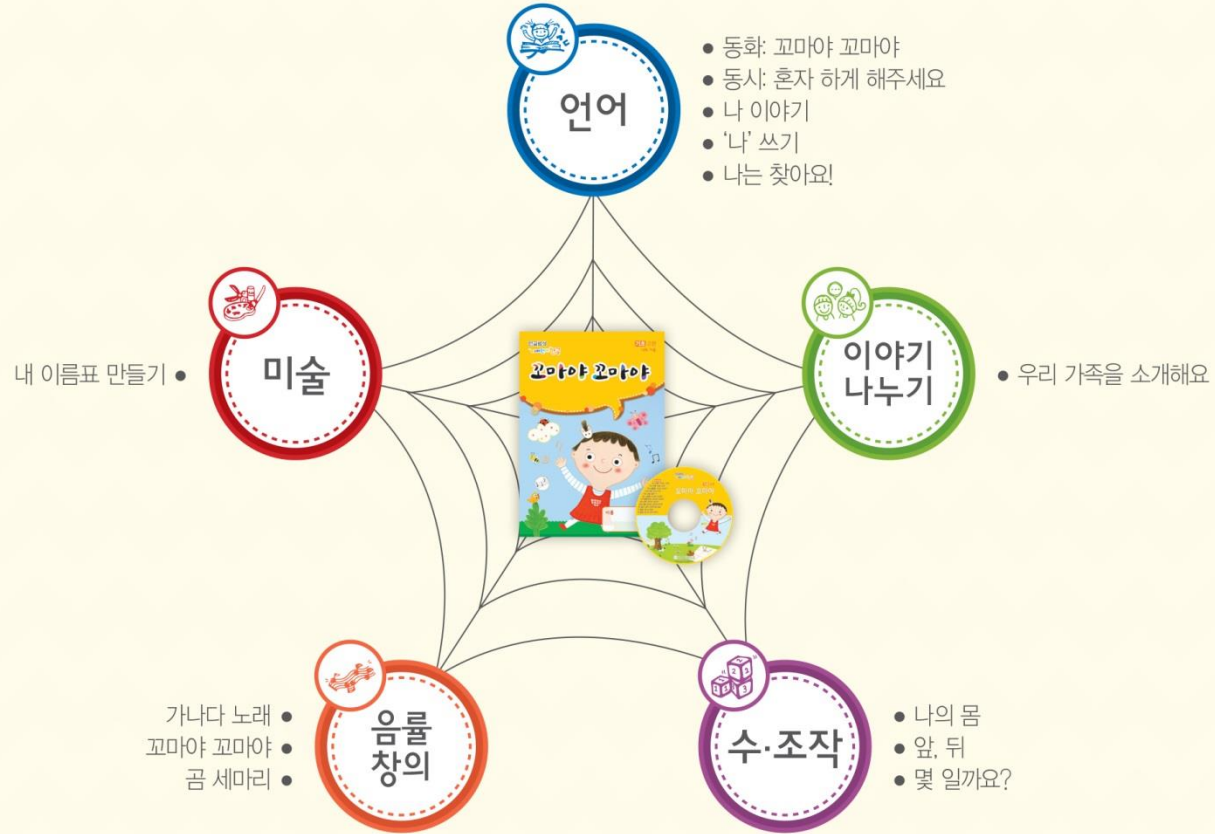 언어
동화: 꼬마야 꼬마야
동시: 혼자 하게 해주세요
나 이야기
‘나’ 쓰기
나는 찾아요!
미술
내 이름표 만들기
이야기
나누기
우리 가족을 소개해요
꼬마야 꼬마야
음률
창의
가나다 노래
꼬마야 꼬마야
곰 세마리
수·조작
나의 몸
앞, 뒤
몇 일까요?